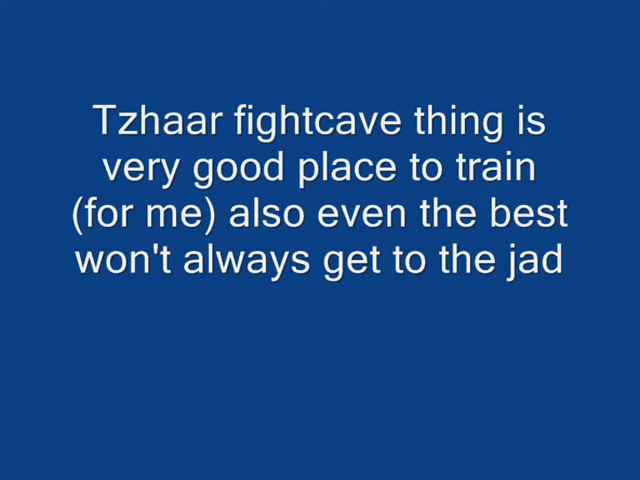 Tzhaar fightcave thing is
very good place to train
(for me) also even the best
won't always get to the jad